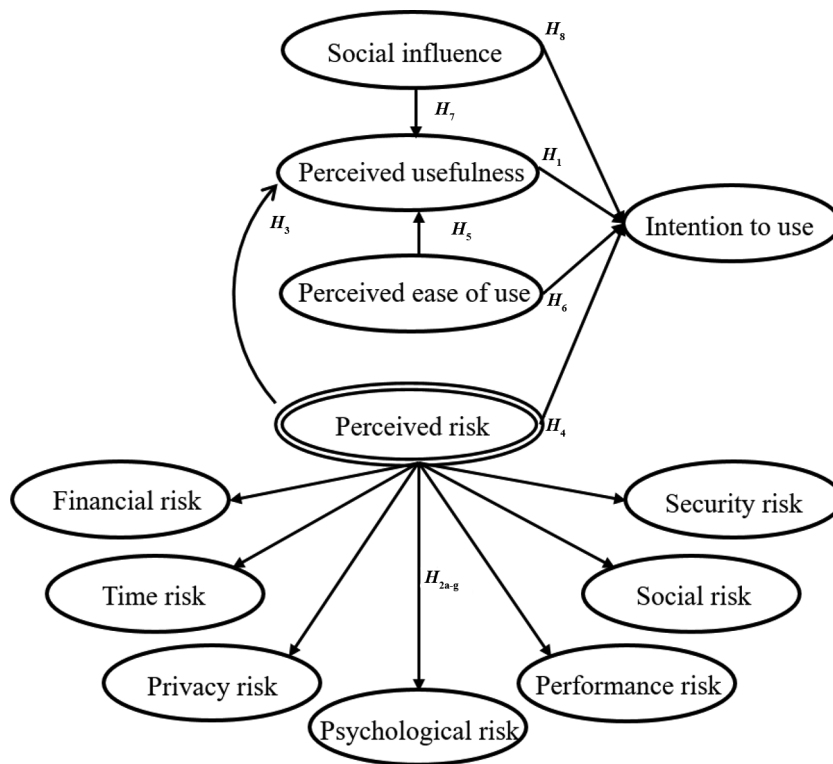 H8
Social influence
H7
Perceived usefulness
H1
H3
Intention to use
H5
Perceived ease of use
H6
Perceived risk
H4
Financial risk
Security risk
H2a-g
Time risk
Social risk
Privacy risk
Performance risk
Psychological risk